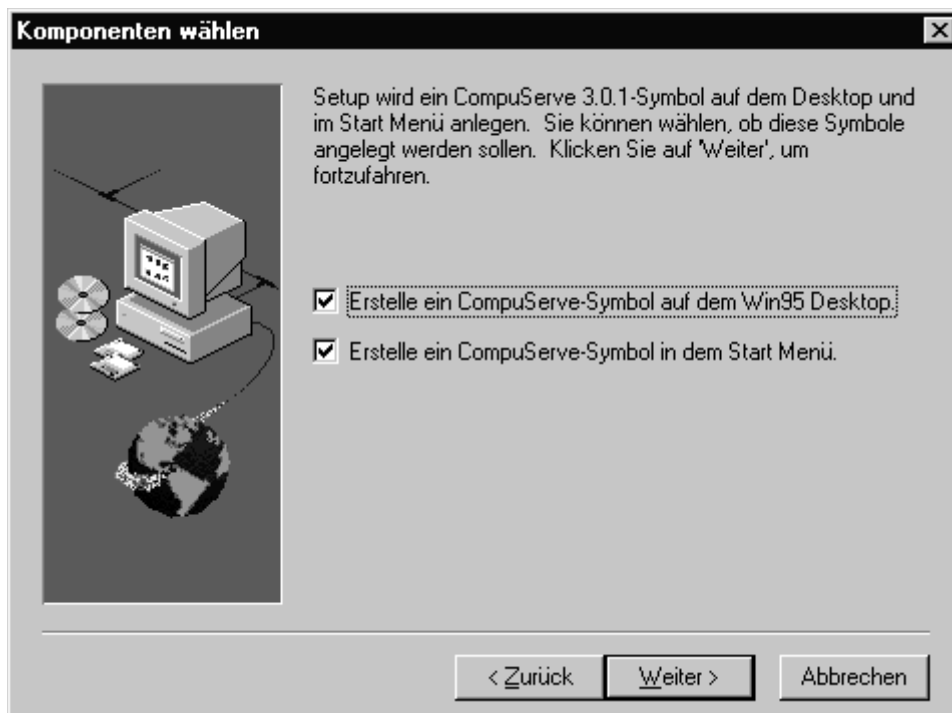 Komponenten wählen
Setup wird ein CompuServe 3.0.1-Symbol auf dem Desktop und
im Start Menü anlegen.  Sie können wählen, ob diese Symbole
angelegt werden sollen.  Klicken Sie auf 'Weiter', um
fortzufahren.
Erstelle ein CompuServe-Symbol auf dem Win95 Desktop.
Erstelle ein CompuServe-Symbol in dem Start Menü.
< Zurück
Weiter >
Abbrechen